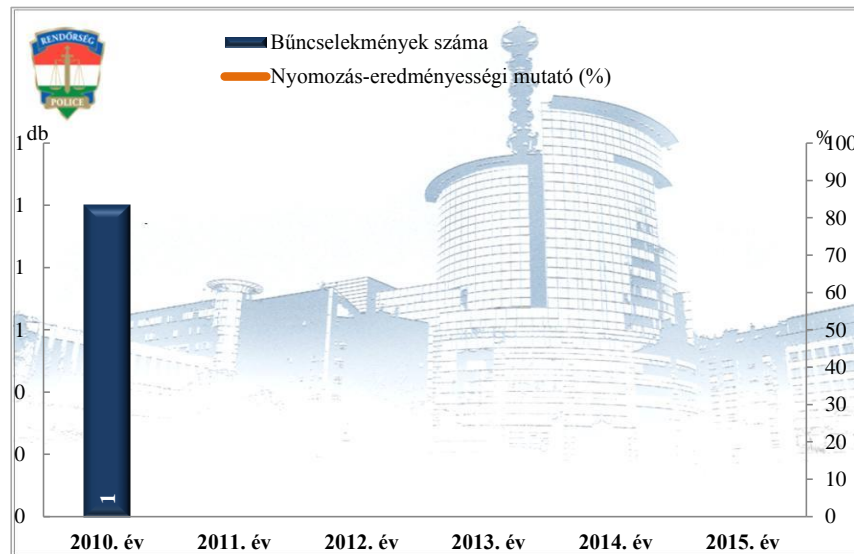 RENDŐRSÉG
POLICE
Bűncselekmények száma
Nyomozás-eredményességi mutató (%)
db
%
1
1
1
1
0
0
0
100
90
80
70
60
50
40
30
20
10
0
-
1
2010. év
2011. év
2012. év
2013. év
2014. év
2015. év